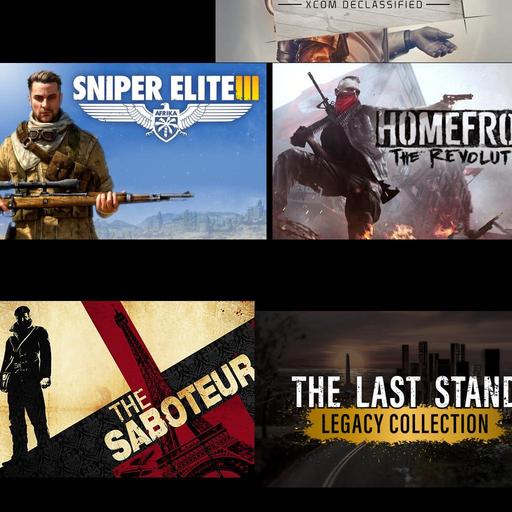 XCOM DECLASSIFIED
SNIPER ELITE III
AFRIKA
HOMEFRO
THE REVOLUT
THE
SABOTEUR
THE LAST STAND
LEGACY COLLECTION